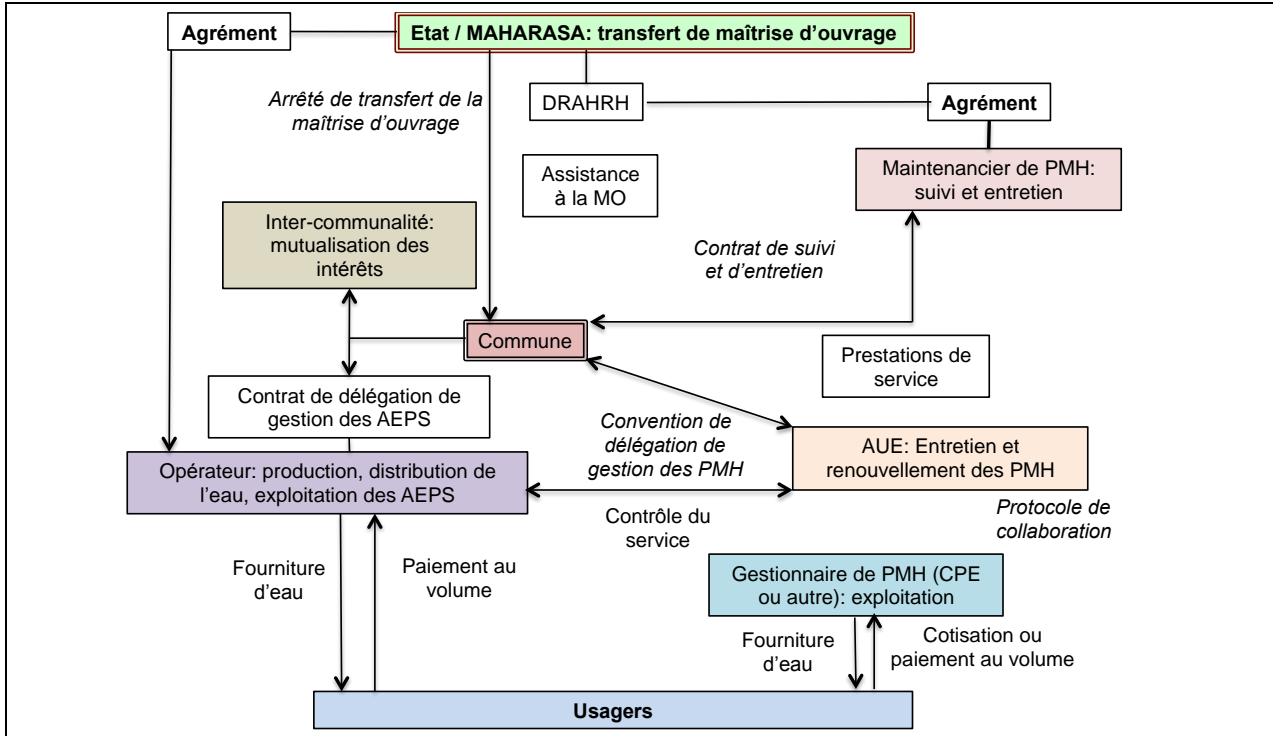 Agrément
Etat / MAHARASA: transfert de maîtrise d'ouvrage
Arrêté de transfert de la
maîtrise d'ouvrage
DRAHRH
Agrément
Assistance
à la MO
Maintenancier de PMH:
suivi et entretien
Inter-communalité:
mutualisation des
intérêts
Contrat de suivi
et d'entretien
Commune
Prestations de
service
Contrat de délégation de
gestion des AEPS
Convention de
délégation de
gestion des PMH
AUE: Entretien et
renouvellement des PMH
Opérateur: production, distribution de
l'eau, exploitation des AEPS
Protocole de
collaboration
Contrôle du
service
Fourniture
d'eau
Paiement au
volume
Gestionnaire de PMH (CPE
ou autre): exploitation
Fourniture
d'eau
Cotisation ou
paiement au volume
Usagers